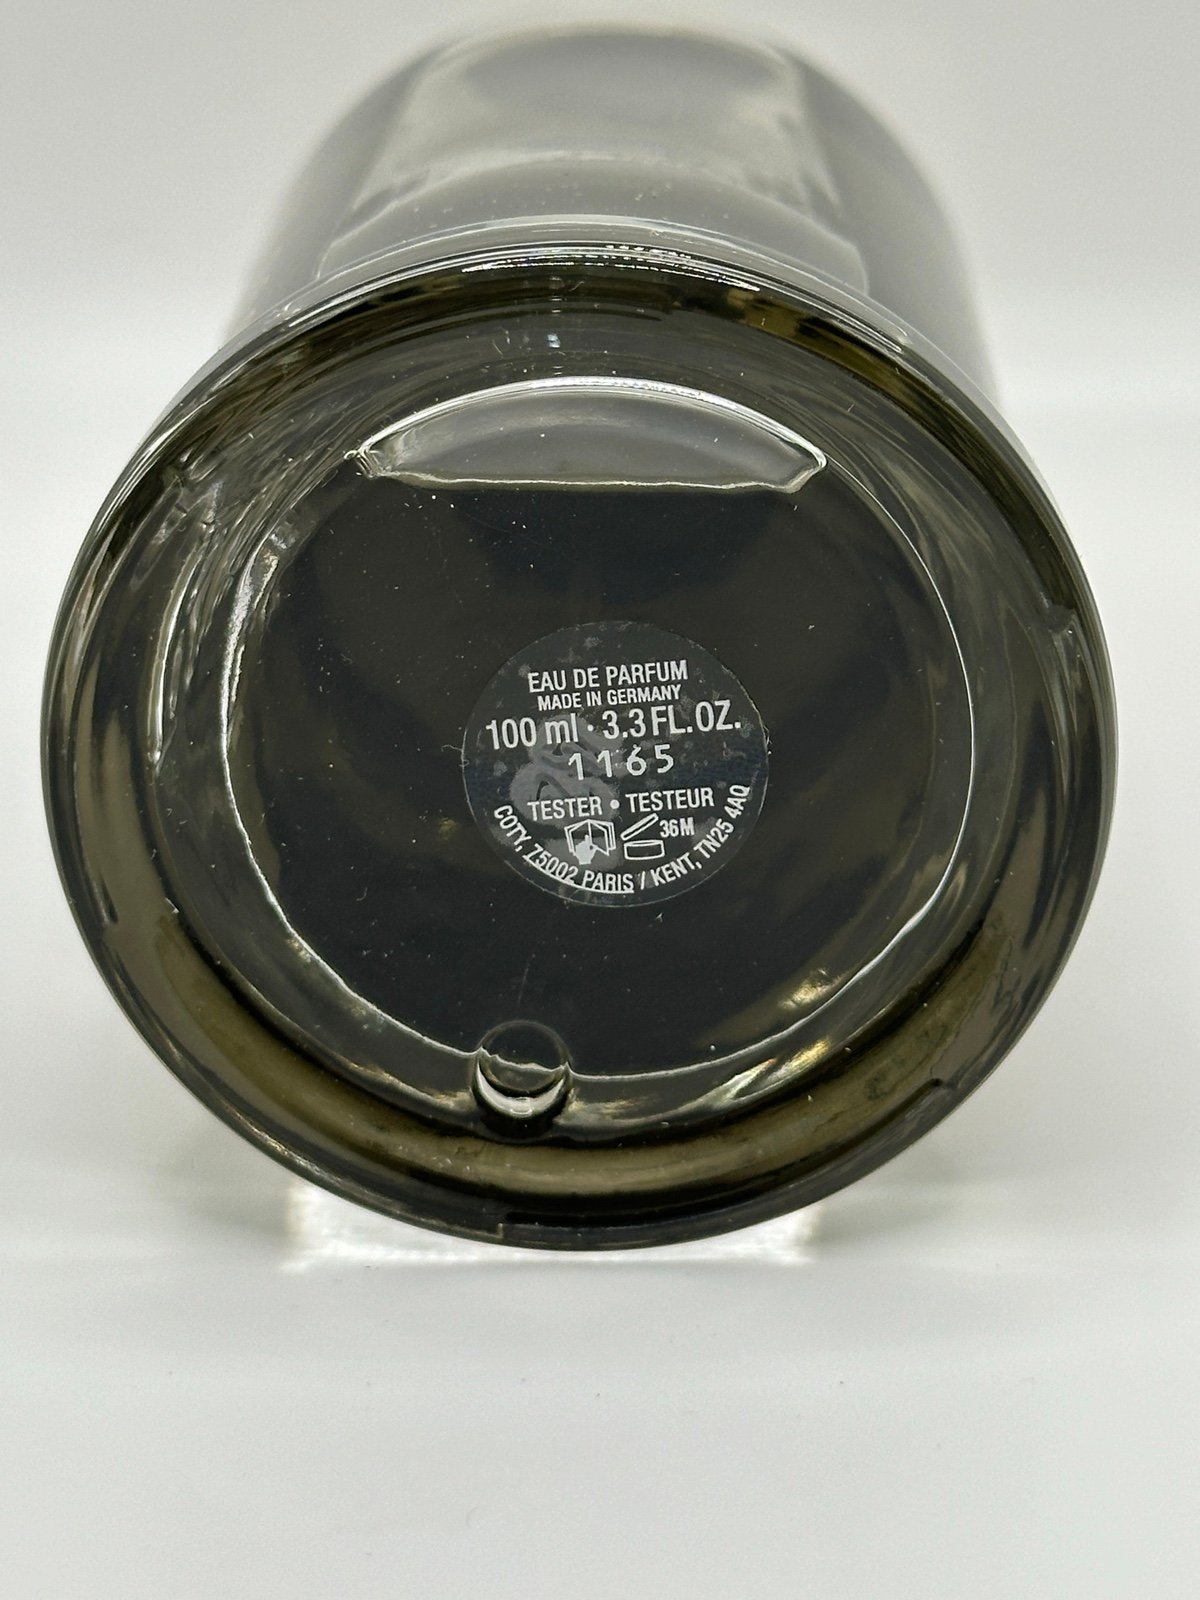 EAU DE PARFUM
MADE IN GERMANY
100 ml · 3.3 FL.OZ.
1165
TESTER • TESTEUR
36M
COTY, 75002 PARIS / KENT, TN25 4AQ